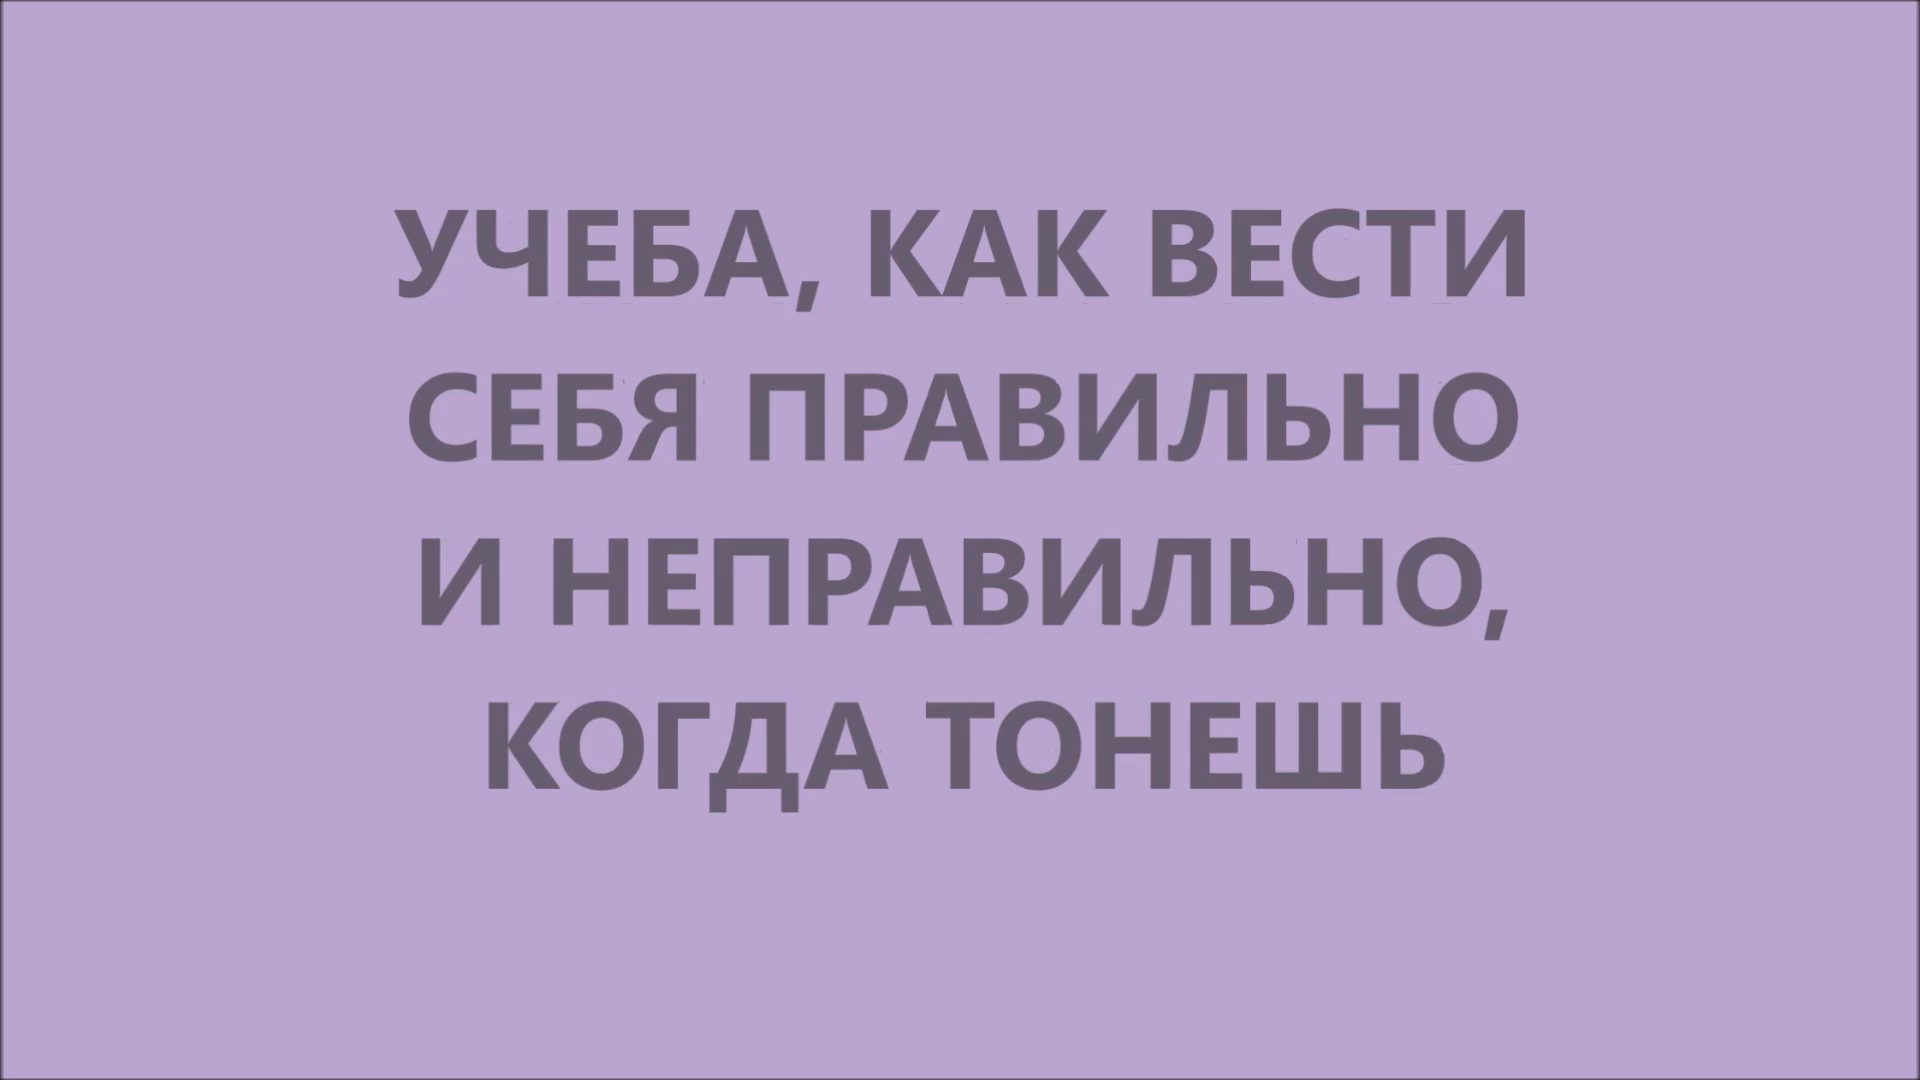 УЧЕБА, КАК ВЕСТИ
СЕБЯ ПРАВИЛЬНО
И НЕПРАВИЛЬНО,
КОГДА ТОНЕШЬ